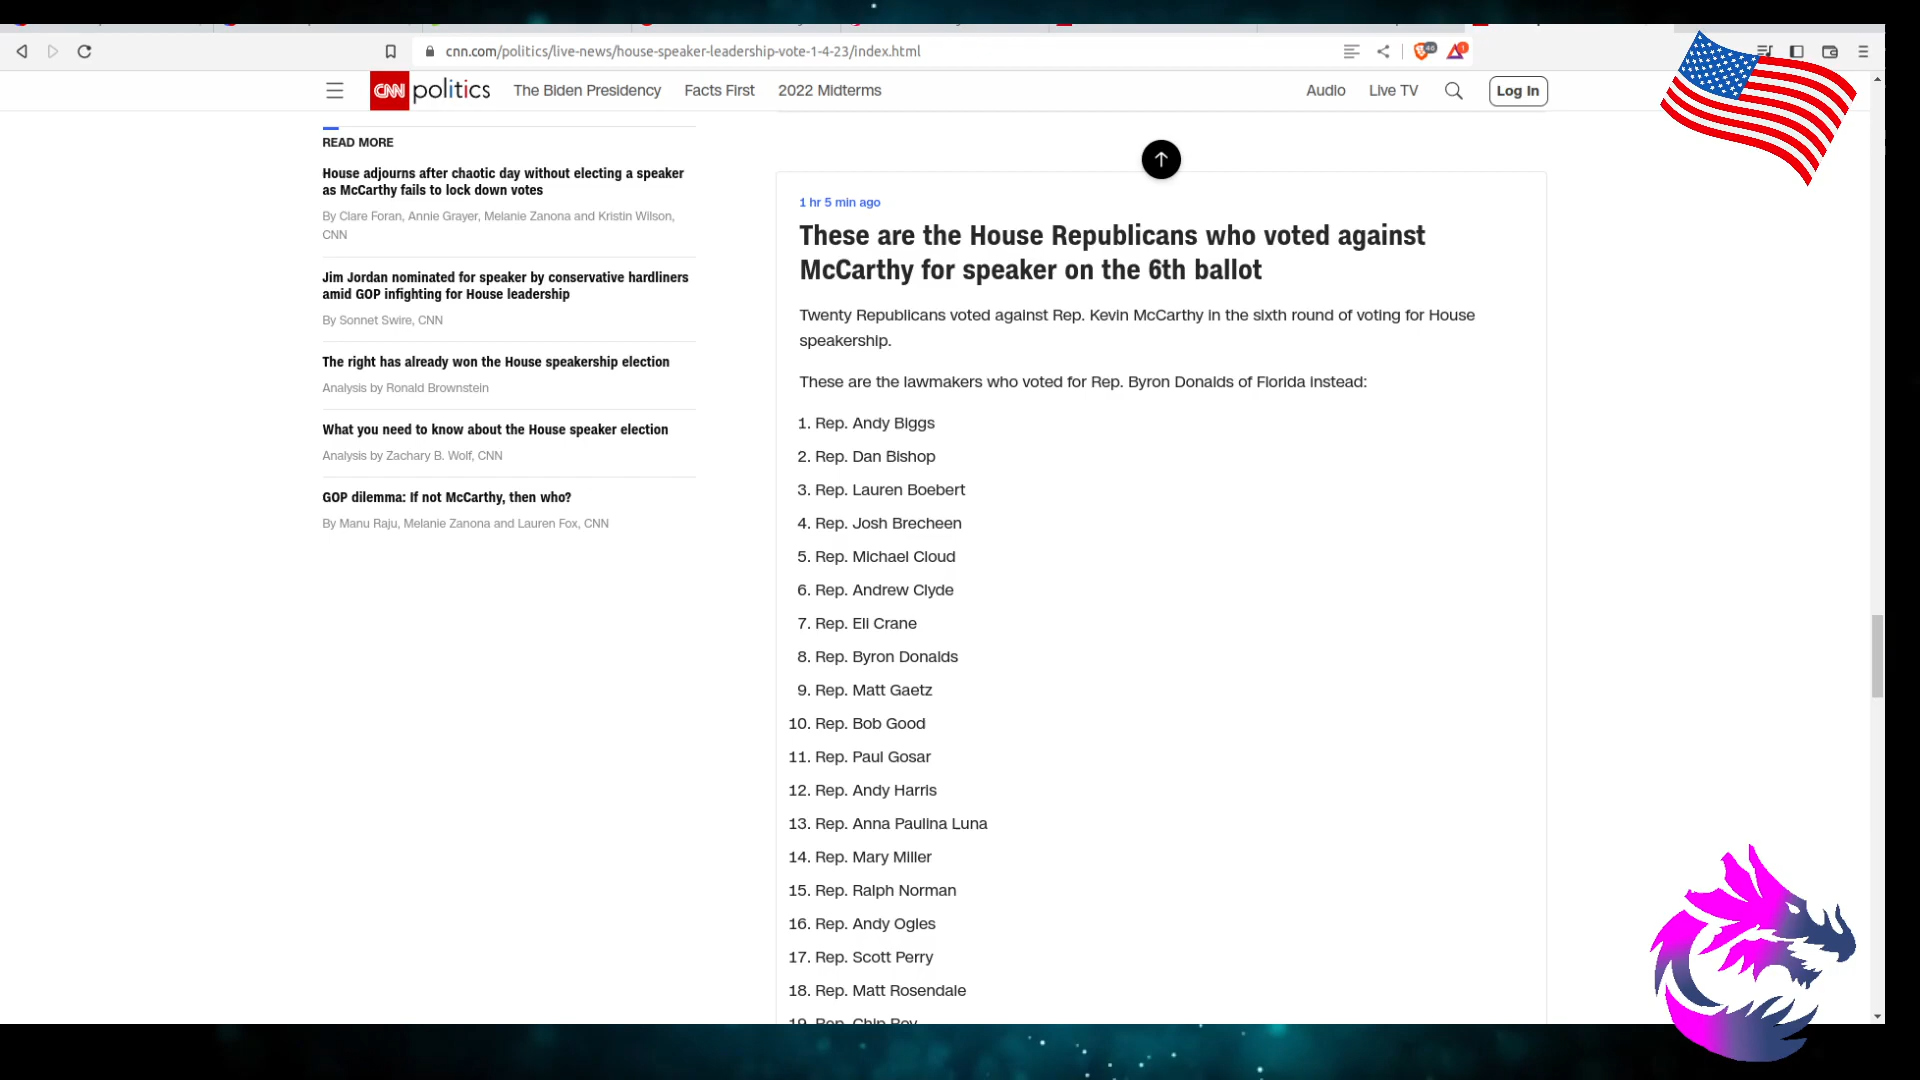 cnn.com/politics/live-news/house-speaker-leadership-vote-1-4-23/index.html
46
1
CNN politics
The Biden Presidency
Facts First
2022 Midterms
Audio
Live TV
Log In
READ MORE
House adjourns after chaotic day without electing a speaker
as McCarthy fails to lock down votes
By Clare Foran, Annie Grayer, Melanie Zanona and Kristin Wilson,
CNN
Jim Jordan nominated for speaker by conservative hardliners
amid GOP infighting for House leadership
By Sonnet Swire, CNN
The right has already won the House speakership election
Analysis by Ronald Brownstein
What you need to know about the House speaker election
Analysis by Zachary B. Wolf, CNN
GOP dilemma: If not McCarthy, then who?
By Manu Raju, Melanie Zanona and Lauren Fox, CNN
1 hr 5 min ago
These are the House Republicans who voted against
McCarthy for speaker on the 6th ballot
Twenty Republicans voted against Rep. Kevin McCarthy in the sixth round of voting for House
speakership.
These are the lawmakers who voted for Rep. Byron Donalds of Florida instead:
1. Rep. Andy Biggs
2. Rep. Dan Bishop
3. Rep. Lauren Boebert
4. Rep. Josh Brecheen
5. Rep. Michael Cloud
6. Rep. Andrew Clyde
7. Rep. Eli Crane
8. Rep. Byron Donalds
9. Rep. Matt Gaetz
10. Rep. Bob Good
11. Rep. Paul Gosar
12. Rep. Andy Harris
13. Rep. Anna Paulina Luna
14. Rep. Mary Miller
15. Rep. Ralph Norman
16. Rep. Andy Ogles
17. Rep. Scott Perry
18. Rep. Matt Rosendale
19. Rep. Chip Roy